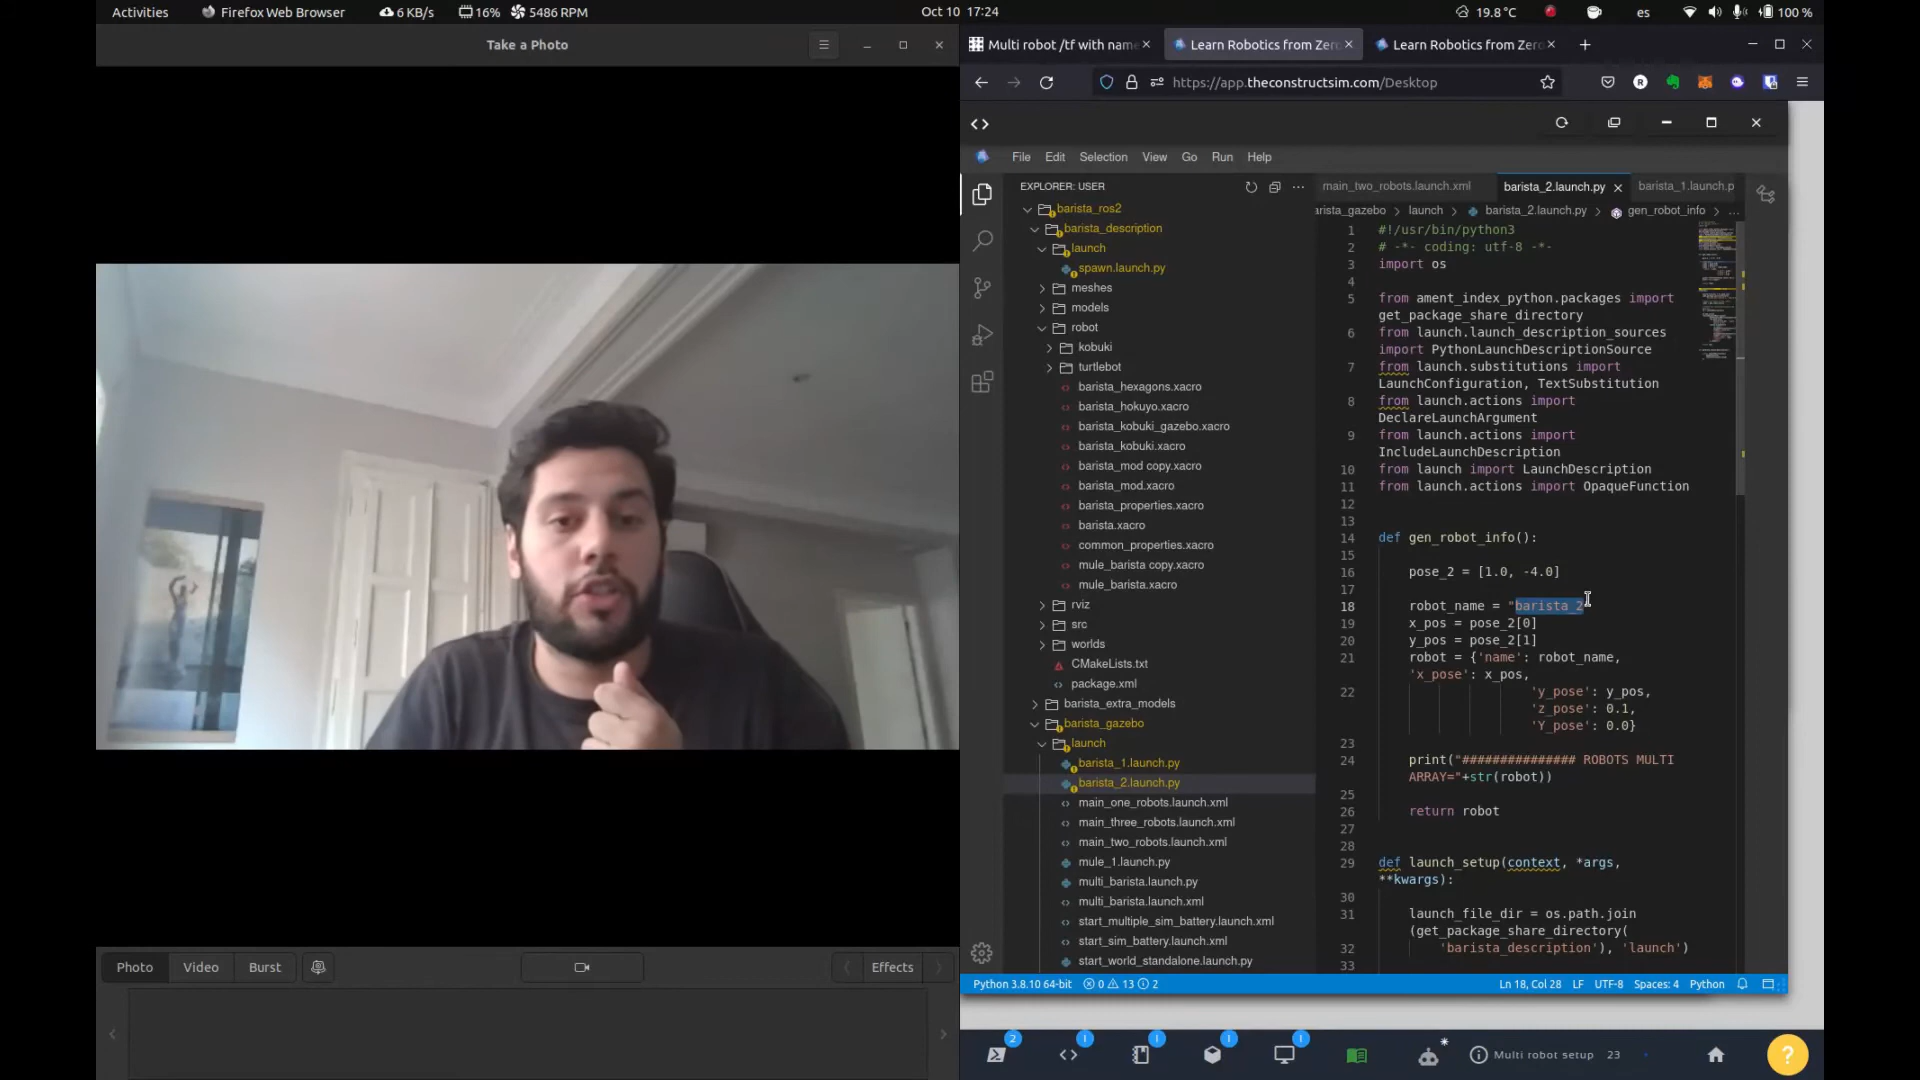 Activities
Firefox Web Browser
6 KB/s
16%
5486 RPM
Oct 10 17:24
19.8 °C
es
100 %
Take a Photo
Multi robot /tf with name
Learn Robotics from Zero
Learn Robotics from Zero
https://app.theconstructsim.com/Desktop
File Edit Selection View Go Run Help
EXPLORER: USER
barista_ros2
barista_description
launch
spawn.launch.py
meshes
models
robot
kobuki
turtlebot
barista_hexagons.xacro
barista_hokuyo.xacro
barista_kobuki_gazebo.xacro
barista_kobuki.xacro
barista_mod copy.xacro
barista_mod.xacro
barista_properties.xacro
barista.xacro
common_properties.xacro
mule_barista copy.xacro
mule_barista.xacro
rviz
src
worlds
CMakeLists.txt
package.xml
barista_extra_models
barista_gazebo
launch
barista_1.launch.py
barista_2.launch.py
main_one_robots.launch.xml
main_three_robots.launch.xml
main_two_robots.launch.xml
mule_1.launch.py
multi_barista.launch.py
multi_barista.launch.xml
start_multiple_sim_battery.launch.xml
start_sim_battery.launch.xml
start_world_standalone.launch.py
main_two_robots.launch.xml
barista_2.launch.py
barista_1.launch.p
arista_gazebo > launch > barista_2.launch.py > gen_robot_info > ...
1 #!/usr/bin/python3
2 # -*- coding: utf-8 -*-
3 import os
4
5 from ament_index_python.packages import
get_package_share_directory
6 from launch.launch_description_sources
import PythonLaunchDescriptionSource
7 from launch.substitutions import
LaunchConfiguration, TextSubstitution
8 from launch.actions import
DeclareLaunchArgument
9 from launch.actions import
IncludeLaunchDescription
10 from launch import LaunchDescription
11 from launch.actions import OpaqueFunction
12
13
14 def gen_robot_info():
15
16 pose_2 = [1.0, -4.0]
17
18 robot_name = "barista_2"
19 x_pos = pose_2[0]
20 y_pos = pose_2[1]
21 robot = {'name': robot_name,
'x_pose': x_pos,
22 'y_pose': y_pos,
'z_pose': 0.1,
'Y_pose': 0.0}
23
24 print("############### ROBOTS MULTI
ARRAY="+str(robot))
25
26 return robot
27
28
29 def launch_setup(context, *args,
**kwargs):
30
31 launch_file_dir = os.path.join
(get_package_share_directory(
32 'barista_description'), 'launch')
33
Python 3.8.10 64-bit
0 13 2
Ln 18, Col 28
LF
UTF-8
Spaces: 4
Python
Photo
Video
Burst
Effects
2
1
1
1
1
Multi robot setup 23
?